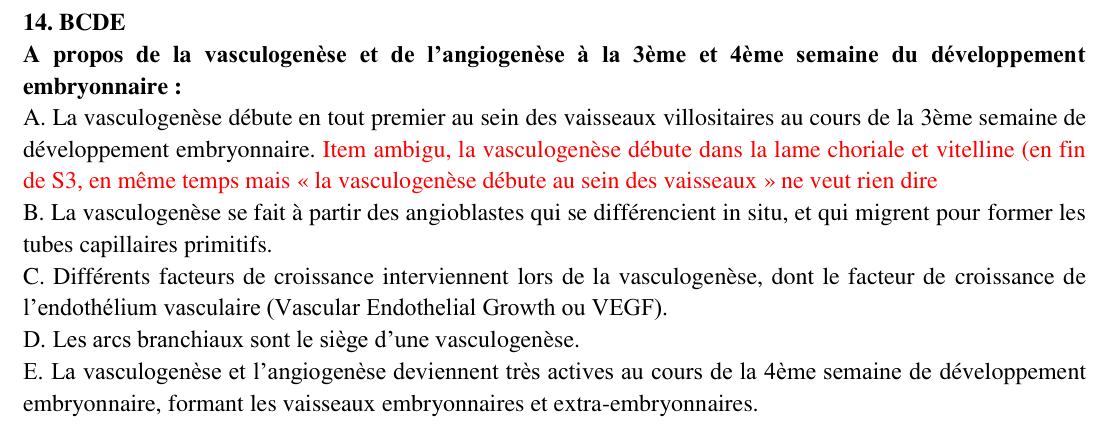 14. BCDE
A propos de la vasculogenèse et de l'angiogenèse à la 3ème et 4ème semaine du développement
embryonnaire :
A. La vasculogenèse débute en tout premier au sein des vaisseaux villositaires au cours de la 3ème semaine de
développement embryonnaire. Item ambigu, la vasculogenèse débute dans la lame choriale et vitelline (en fin
de S3, en même temps mais « la vasculogenèse débute au sein des vaisseaux » ne veut rien dire
B. La vasculogenèse se fait à partir des angioblastes qui se différencient in situ, et qui migrent pour former les
tubes capillaires primitifs.
C. Différents facteurs de croissance interviennent lors de la vasculogenèse, dont le facteur de croissance de
l'endothélium vasculaire (Vascular Endothelial Growth ou VEGF).
D. Les arcs branchiaux sont le siège d'une vasculogenèse.
E. La vasculogenèse et l'angiogenèse deviennent très actives au cours de la 4ème semaine de développement
embryonnaire, formant les vaisseaux embryonnaires et extra-embryonnaires.